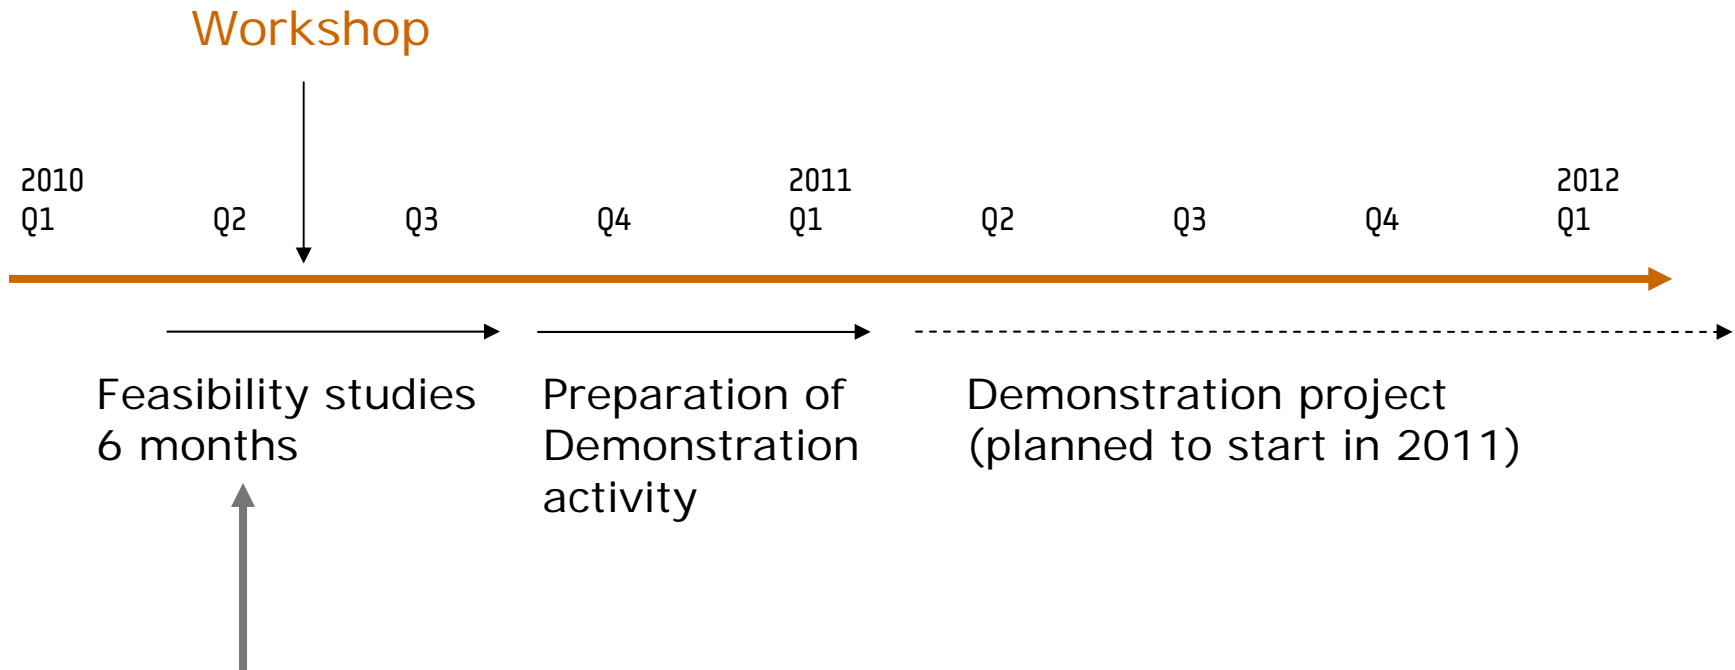 Workshop
2010 2011 2012
Q1 Q2 Q3 Q4 Q1 Q2 Q3 Q4 Q1
Feasibility studies
6 months
Preparation of
Demonstration
activity
Demonstration project
(planned to start in 2011)